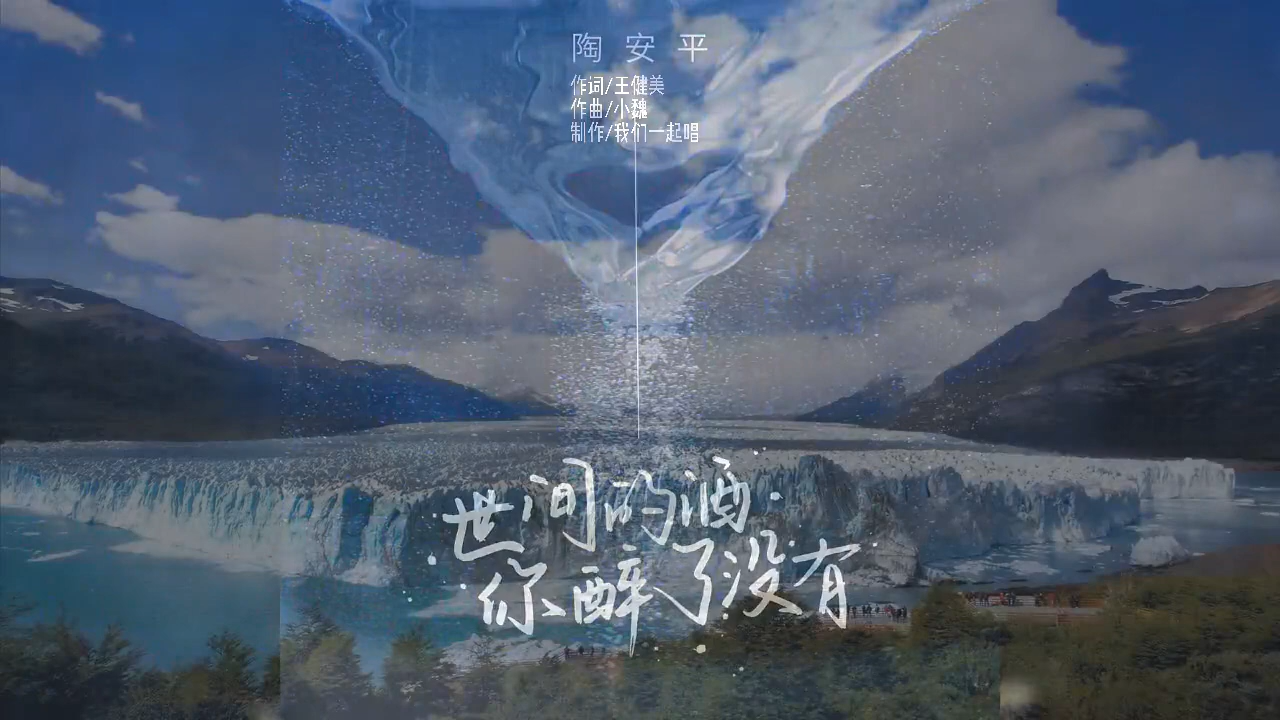 陶安平
作词/王健美
作曲/小魏
制作/我们一起唱
世间的酒
你醉了没有